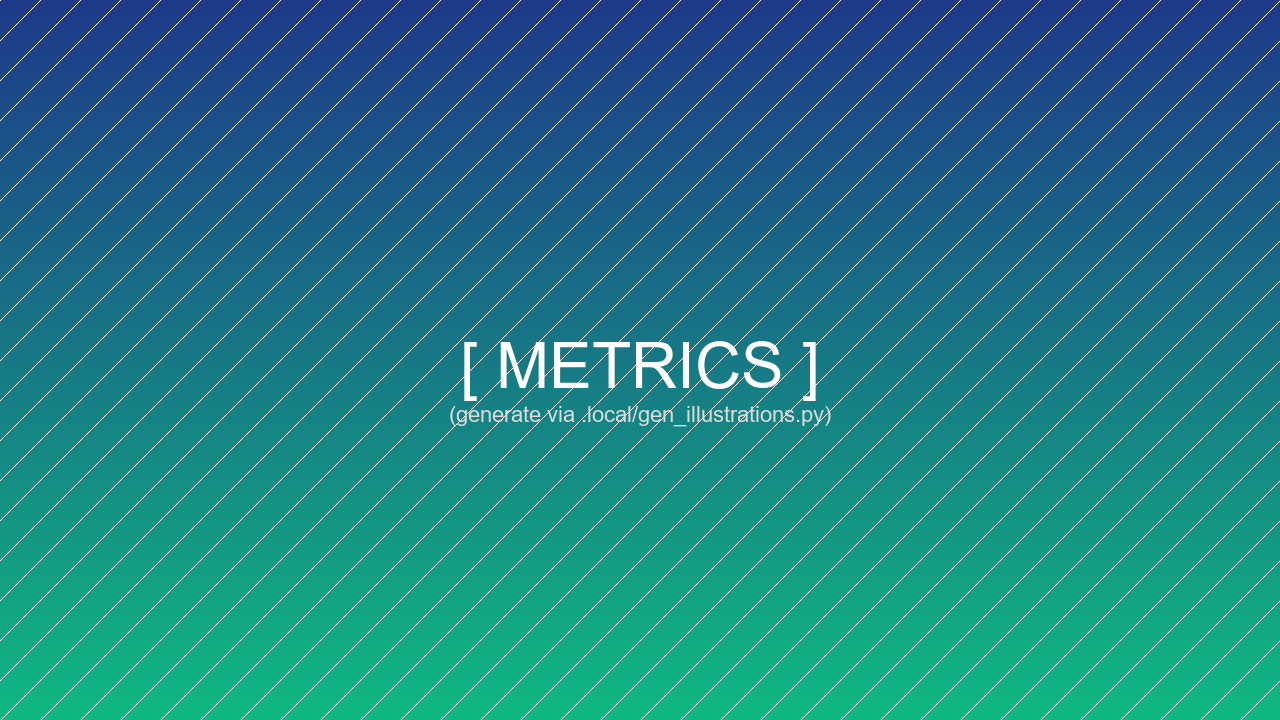 [ METRICS ]
(generate via .local/gen_illustrations.py)